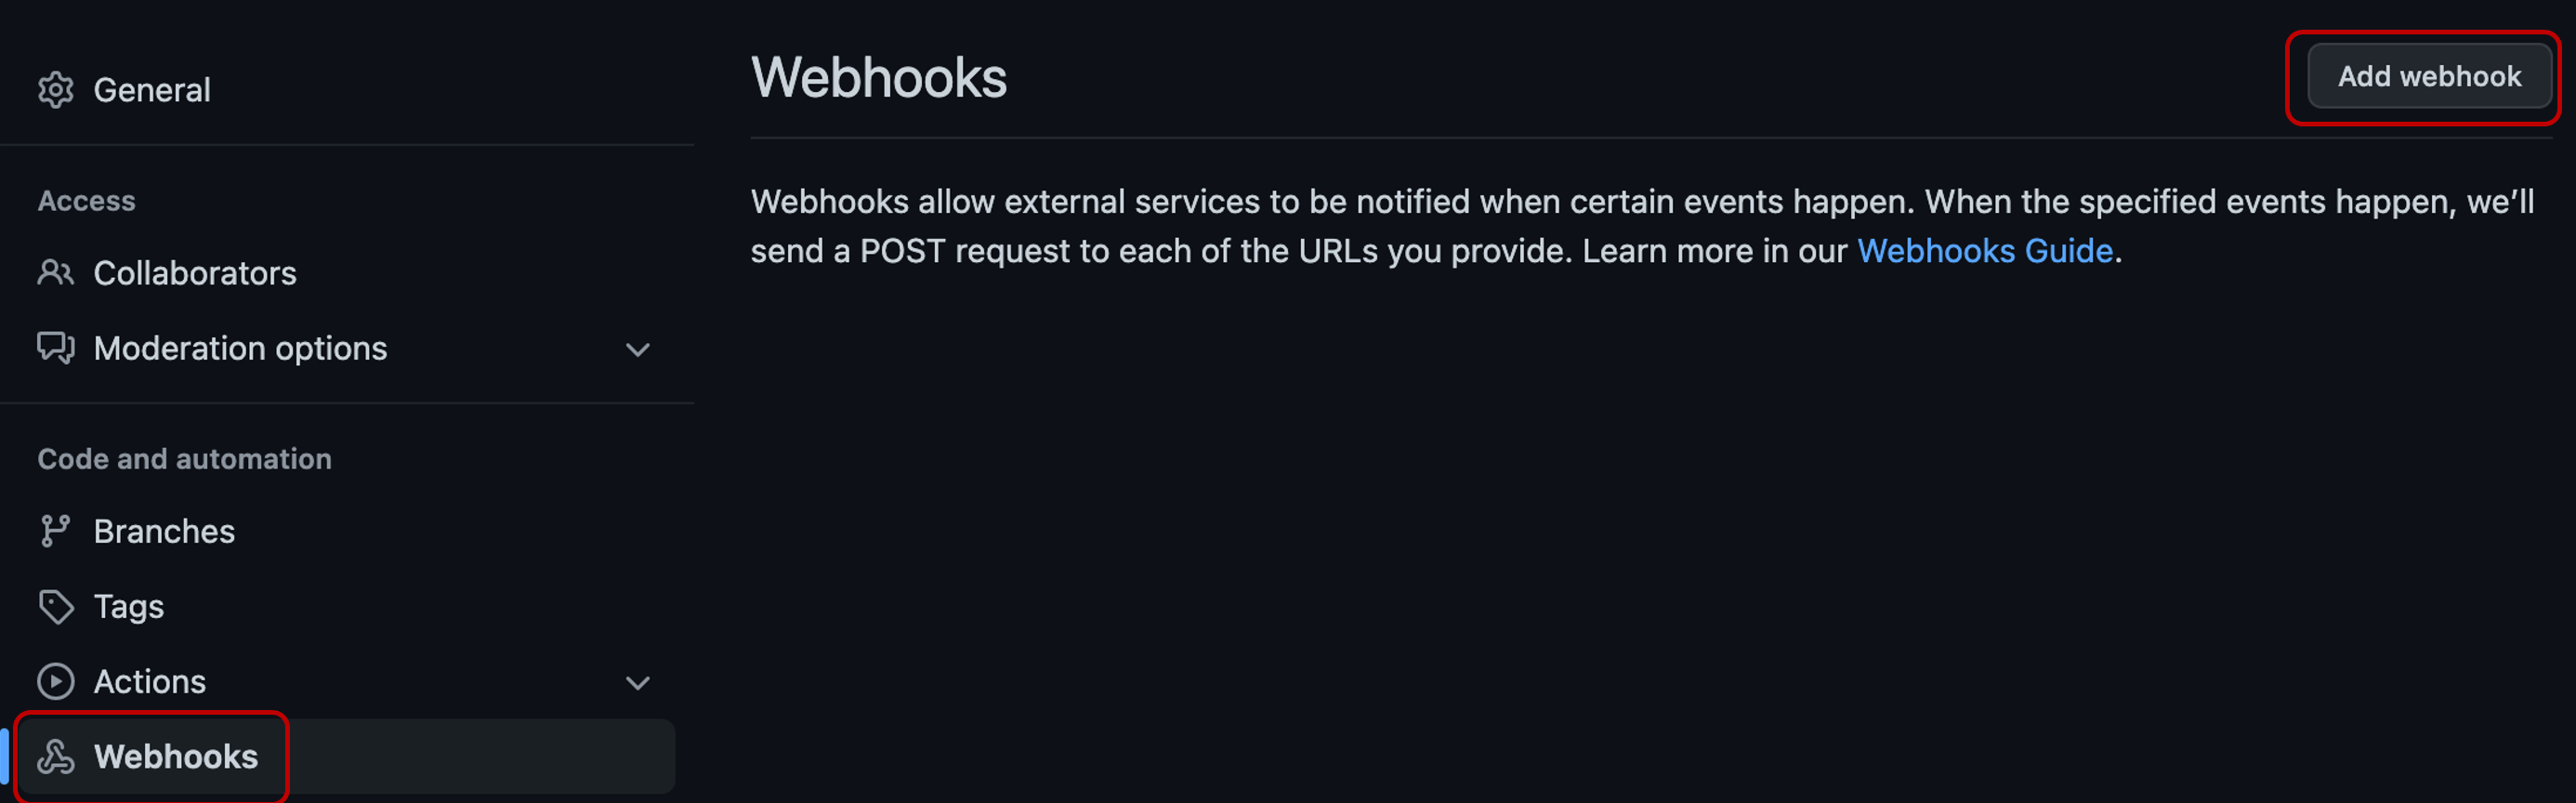 General
Access
Collaborators
Moderation options
Code and automation
Branches
Tags
Actions
Webhooks
Webhooks
Add webhook
Webhooks allow external services to be notified when certain events happen. When the specified events happen, we’ll
send a POST request to each of the URLs you provide. Learn more in our Webhooks Guide.